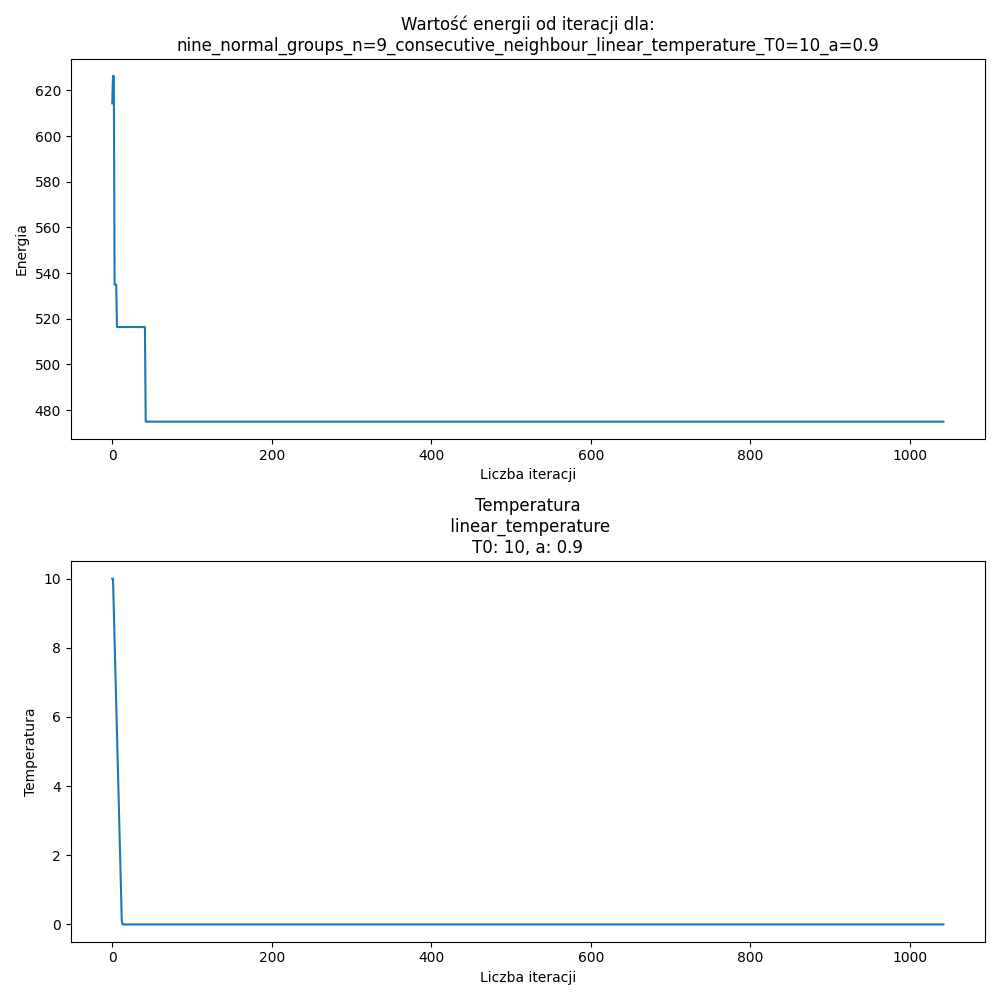 Wartość energii od iteracji dla:
nine_normal_groups_n=9_consecutive_neighbour_linear_temperature_T0=10_a=0.9
620
600
580
560
540
520
500
480
Energia
0 200 400 600 800 1000
Liczba iteracji
Temperatura
linear_temperature
T0: 10, a: 0.9
10
8
6
4
2
0
Temperatura
0 200 400 600 800 1000
Liczba iteracji